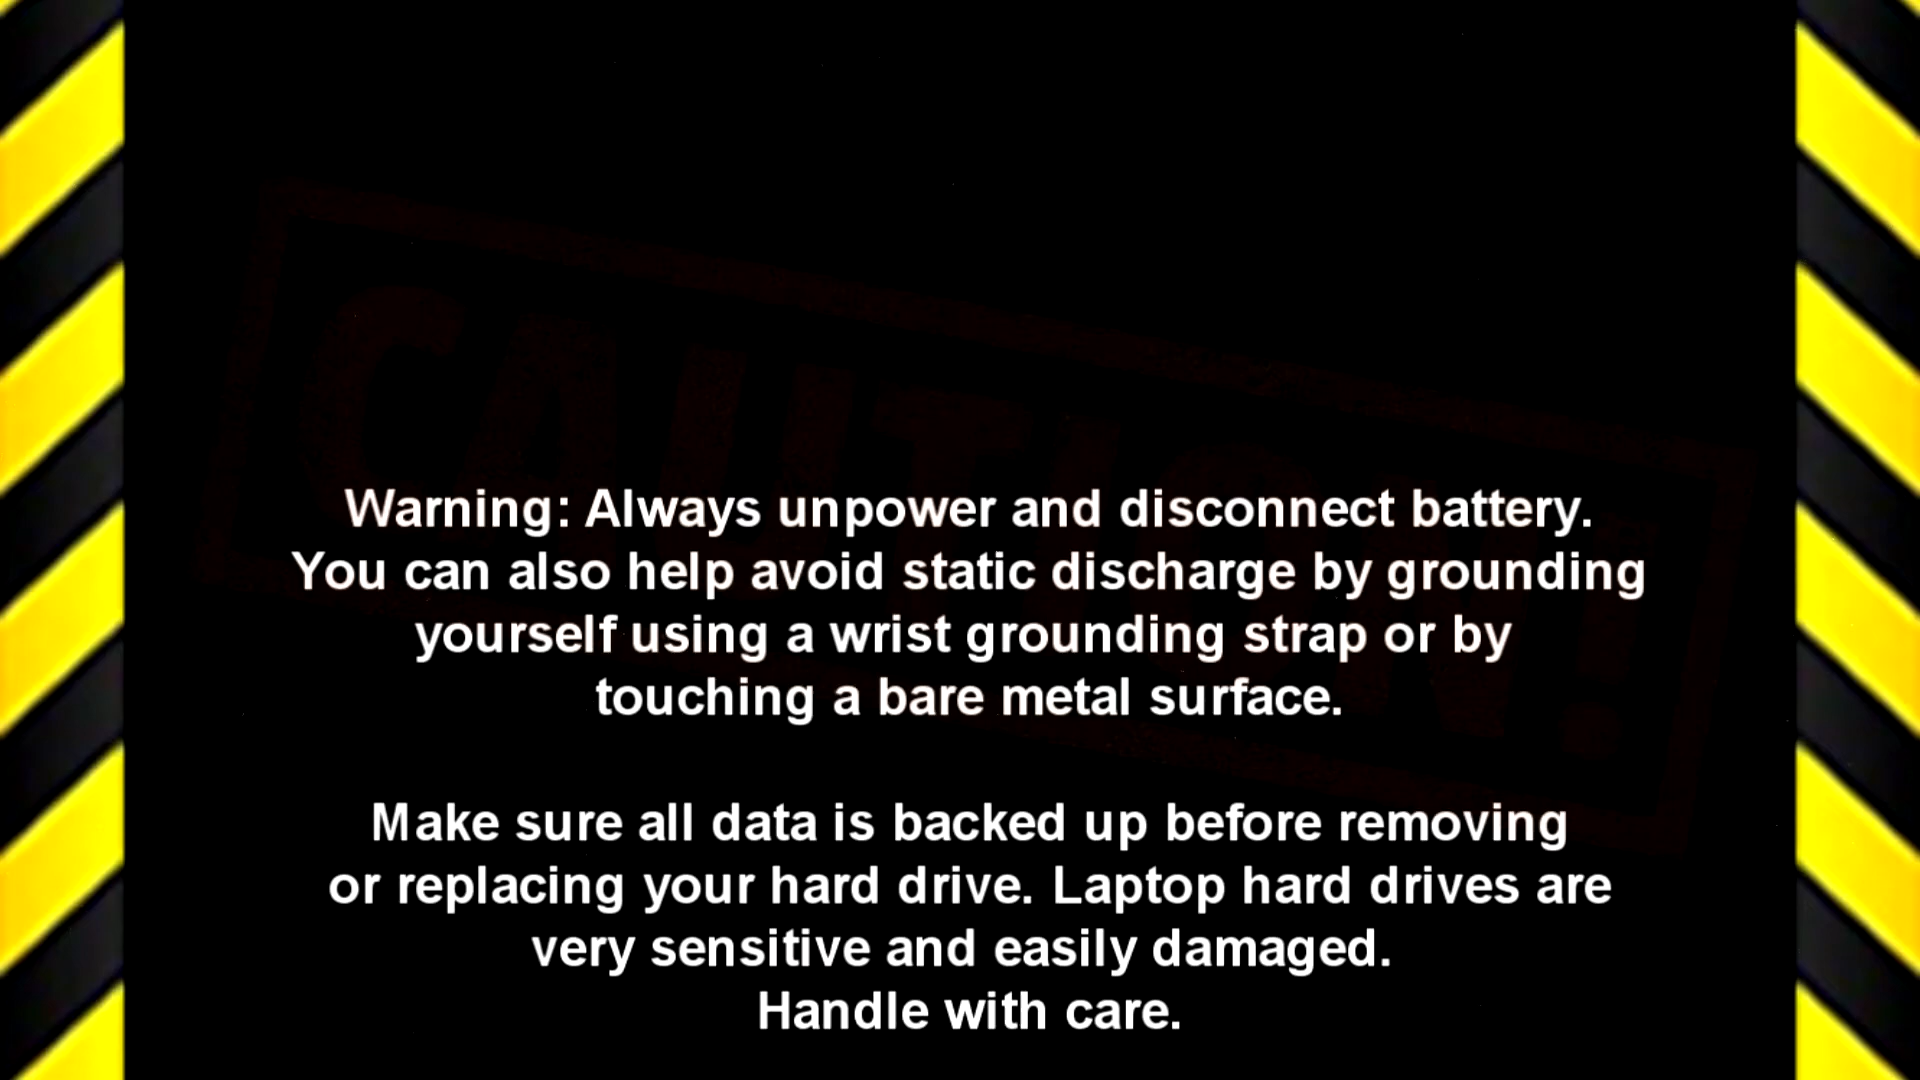 CAUTION!
Warning: Always unpower and disconnect battery.
You can also help avoid static discharge by grounding
yourself using a wrist grounding strap or by
touching a bare metal surface.
Make sure all data is backed up before removing
or replacing your hard drive. Laptop hard drives are
very sensitive and easily damaged.
Handle with care.